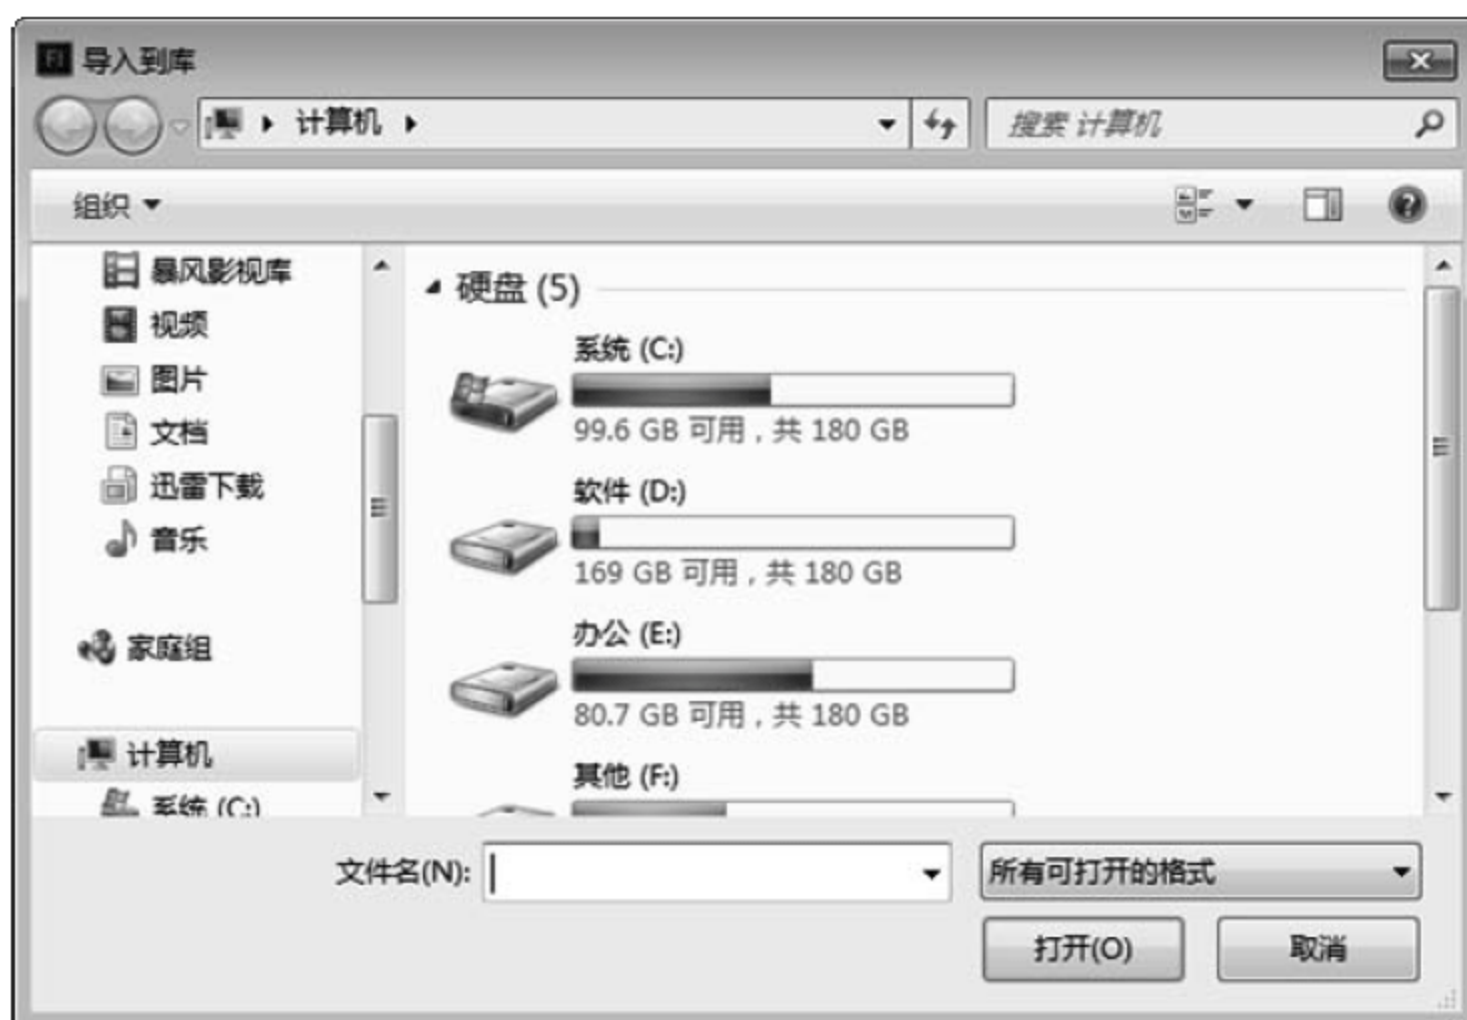 Fl 导入到库
计算机
搜索 计算机
组织
暴风影视库
视频
图片
文档
迅雷下载
音乐
家庭组
计算机
系统 (C:)
硬盘 (5)
系统 (C:)
99.6 GB 可用，共 180 GB
软件 (D:)
169 GB 可用，共 180 GB
办公 (E:)
80.7 GB 可用，共 180 GB
其他 (F:)
文件名(N):
所有可打开的格式
打开(O)
取消